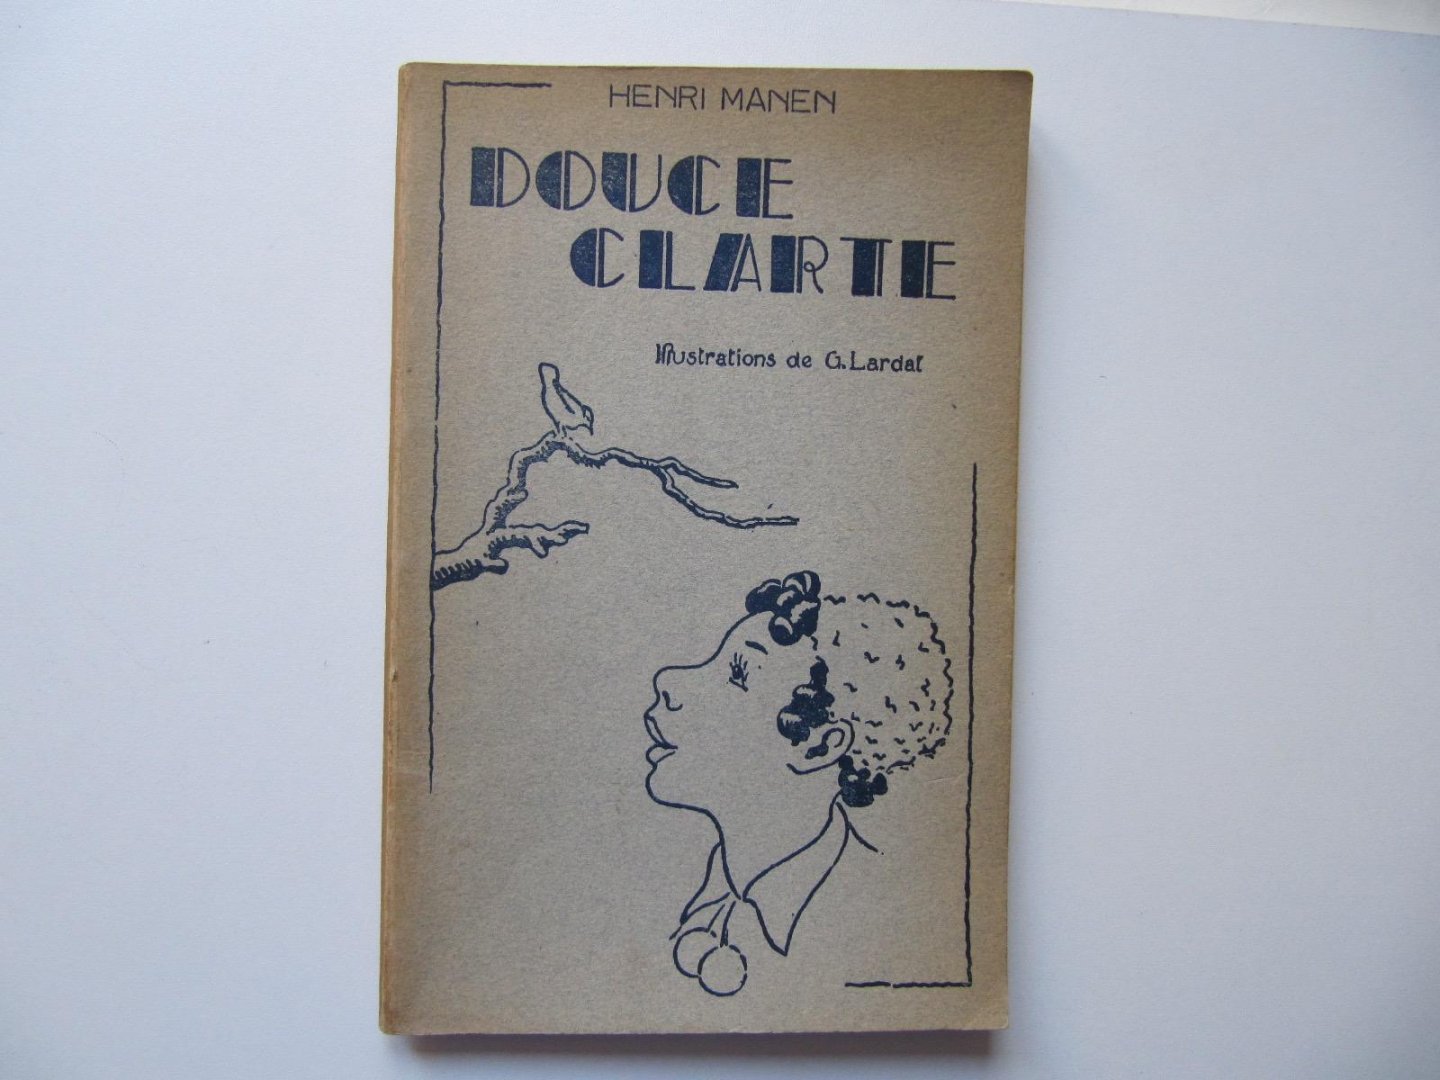 HENRI MANEN
DOUCE
CLARTE
Illustrations de G. Lardat